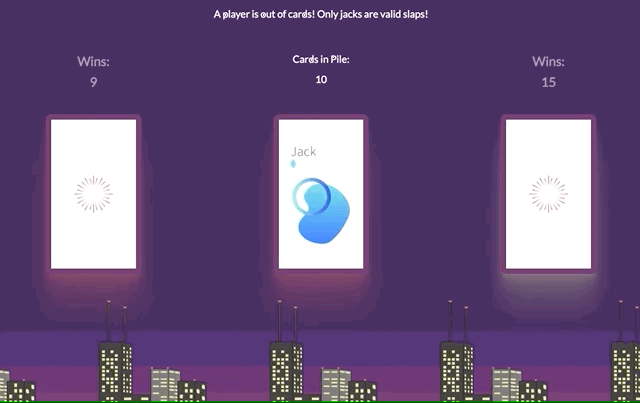 A player is out of cards! Only jacks are valid slaps!
Wins:
9
Cards in Pile:
10
Wins:
15
Jack